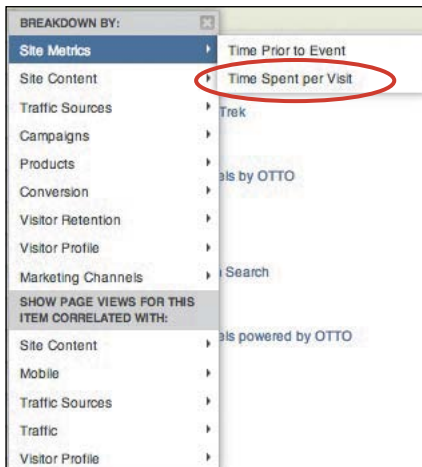 BREAKDOWN BY:
Site Metrics
Time Prior to Event
Site Content
Time Spent per Visit
Traffic Sources
Trek
Campaigns
Products
els by OTTO
Conversion
Visitor Retention
Visitor Profile
Marketing Channels
Search
SHOW PAGE VIEWS FOR THIS
ITEM CORRELATED WITH:
Site Content
els powered by OTTO
Mobile
Traffic Sources
Traffic
Visitor Profile